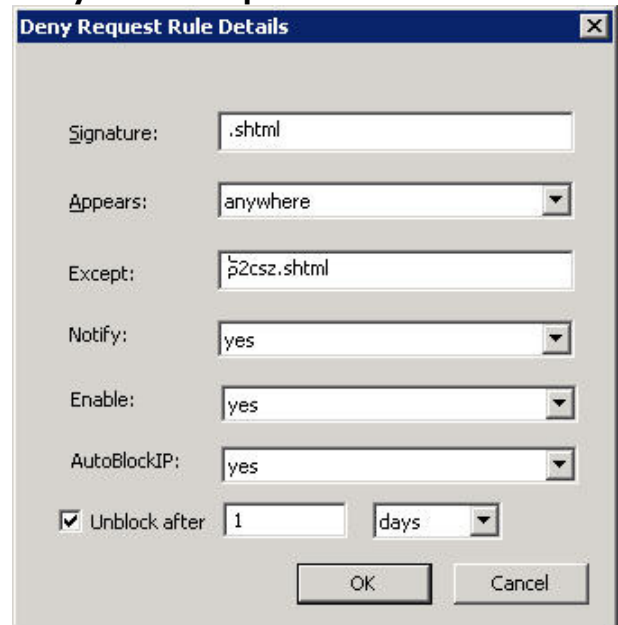 Deny Request Rule Details
Signature: .shtml
Appears: anywhere
Except: p2csz.shtml
Notify: yes
Enable: yes
AutoBlockIP: yes
Unblock after 1 days
OK Cancel